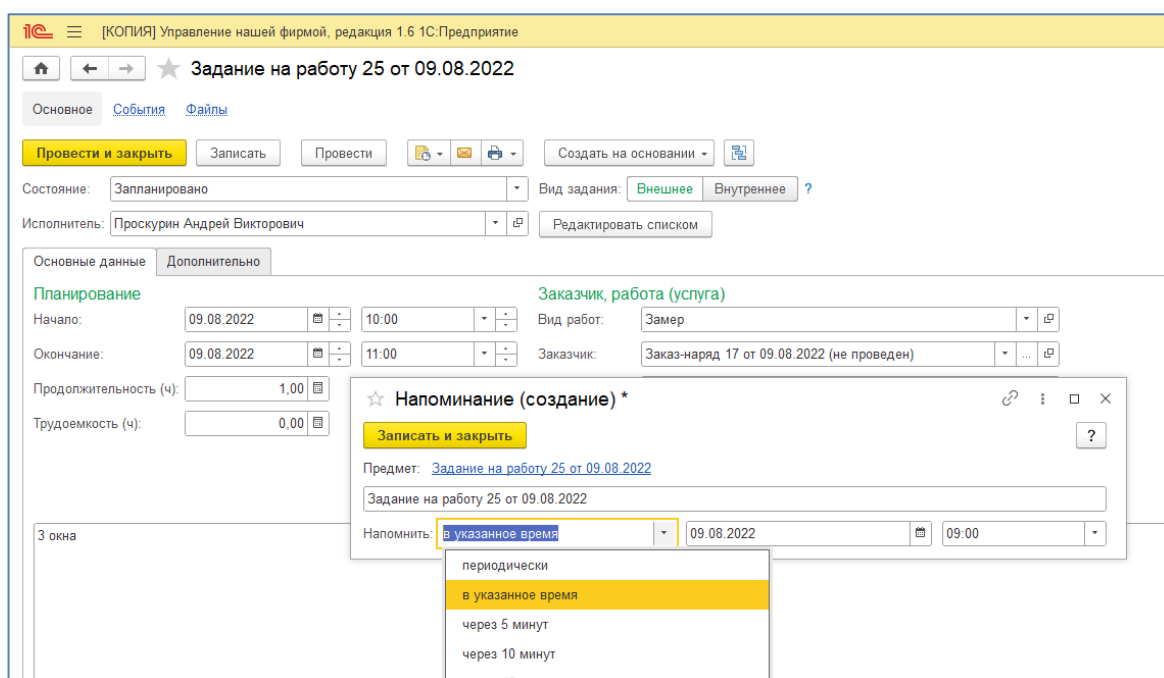 1С [КОПИЯ] Управление нашей фирмой, редакция 1.6 1С:Предприятие
Задание на работу 25 от 09.08.2022
Основное События Файлы
Провести и закрыть Записать Провести Создать на основании
Состояние: Запланировано Вид задания: Внешнее Внутреннее ?
Исполнитель: Проскурин Андрей Викторович Редактировать списком
Основные данные Дополнительно
Планирование Заказчик, работа (услуга)
Начало: 09.08.2022 10:00 Вид работ: Замер
Окончание: 09.08.2022 11:00 Заказчик: Заказ-наряд 17 от 09.08.2022 (не проведен) ...
Продолжительность (ч): 1,00
Трудоемкость (ч): 0,00
Напоминание (создание) *
Записать и закрыть ?
Предмет: Задание на работу 25 от 09.08.2022
Задание на работу 25 от 09.08.2022
Напомнить: в указанное время 09.08.2022 09:00
3 окна
периодически
в указанное время
через 5 минут
через 10 минут